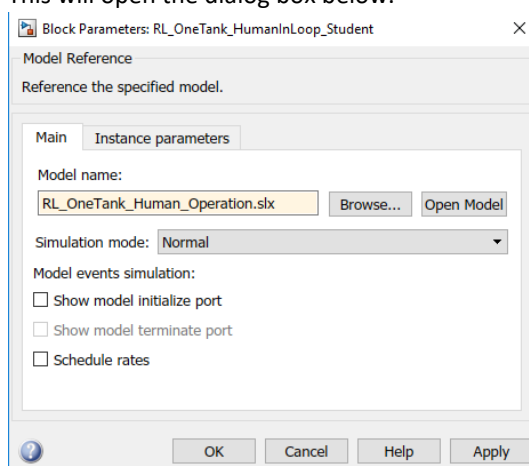 This will open the dialog box below:
Block Parameters: RL_OneTank_HumanInLoop_Student
Model Reference
Reference the specified model.
Main Instance parameters
Model name:
RL_OneTank_Human_Operation.slx Browse... Open Model
Simulation mode: Normal
Model events simulation:
Show model initialize port
Show model terminate port
Schedule rates
OK Cancel Help Apply